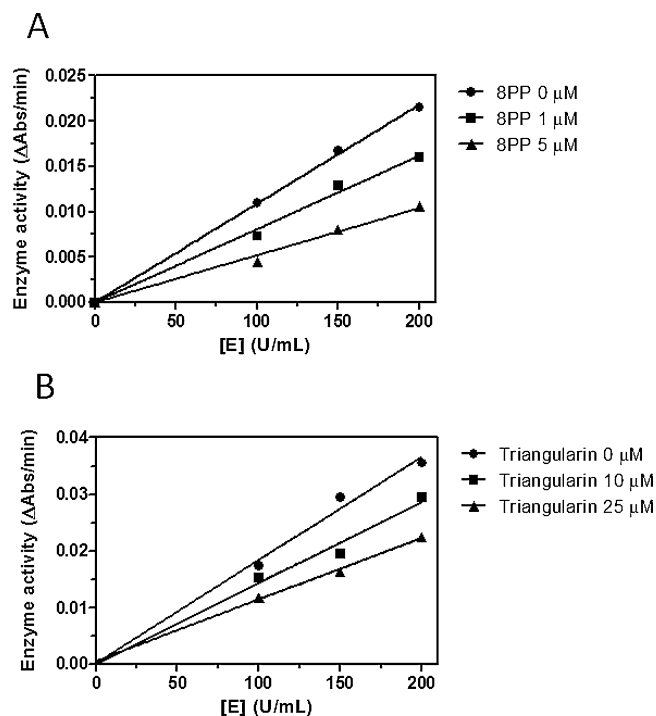 A
Enzyme activity (ΔAbs/min)
0.025
0.020
0.015
0.010
0.005
0.000
0
50
100
150
200
[E] (U/mL)
8PP 0 μM
8PP 1 μM
8PP 5 μM
B
Enzyme activity (ΔAbs/min)
0.04
0.03
0.02
0.01
0.00
0
50
100
150
200
[E] (U/mL)
Triangularin 0 μM
Triangularin 10 μM
Triangularin 25 μM